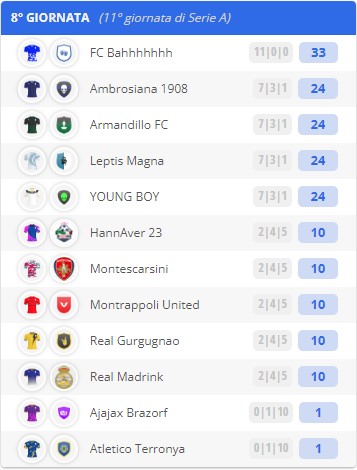 8° GIORNATA (11° giornata di Serie A)
FC Bahhhhhhh 11|0|0 33
Ambrosiana 1908 7|3|1 24
Armandillo FC 7|3|1 24
Leptis Magna 7|3|1 24
YOUNG BOY 7|3|1 24
HannAver 23 2|4|5 10
Montescarsini 2|4|5 10
Montrappoli United 2|4|5 10
Real Gurgugnao 2|4|5 10
Real Madrink 2|4|5 10
Ajajax Brazorf 0|1|10 1
Atletico Terronya 0|1|10 1